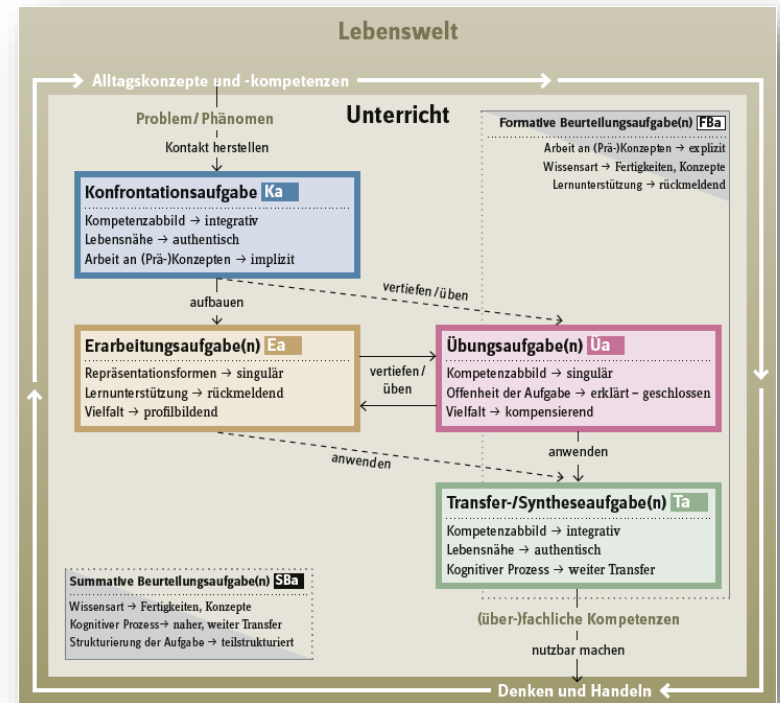 Lebenswelt
Alltagskonzepte und -kompetenzen
Problem/Phänomen
Kontakt herstellen
Unterricht
Formative Beurteilungsaufgabe(n) FBa
Arbeit an (Prä-)Konzepten → explizit
Wissensart → Fertigkeiten, Konzepte
Lernunterstützung → rückmeldend
Konfrontationsaufgabe Ka
Kompetenzabbild → integrativ
Lebensnähe → authentisch
Arbeit an (Prä-)Konzepten → implizit
aufbauen
vertiefen/üben
Erarbeitungsaufgabe(n) Ea
Repräsentationsformen → singulär
Lernunterstützung → rückmeldend
Vielfalt → profilbildend
vertiefen/
üben
Übungsaufgabe(n) Üa
Kompetenzabbild → singulär
Offenheit der Aufgabe → erklärt – geschlossen
Vielfalt → kompensierend
anwenden
anwenden
Transfer-/Syntheseaufgabe(n) Ta
Kompetenzabbild → integrativ
Lebensnähe → authentisch
Kognitiver Prozess → weiter Transfer
Summative Beurteilungsaufgabe(n) SBa
Wissensart → Fertigkeiten, Konzepte
Kognitiver Prozess → naher, weiter Transfer
Strukturierung der Aufgabe → teilstrukturiert
(über-)fachliche Kompetenzen
nutzbar machen
Denken und Handeln